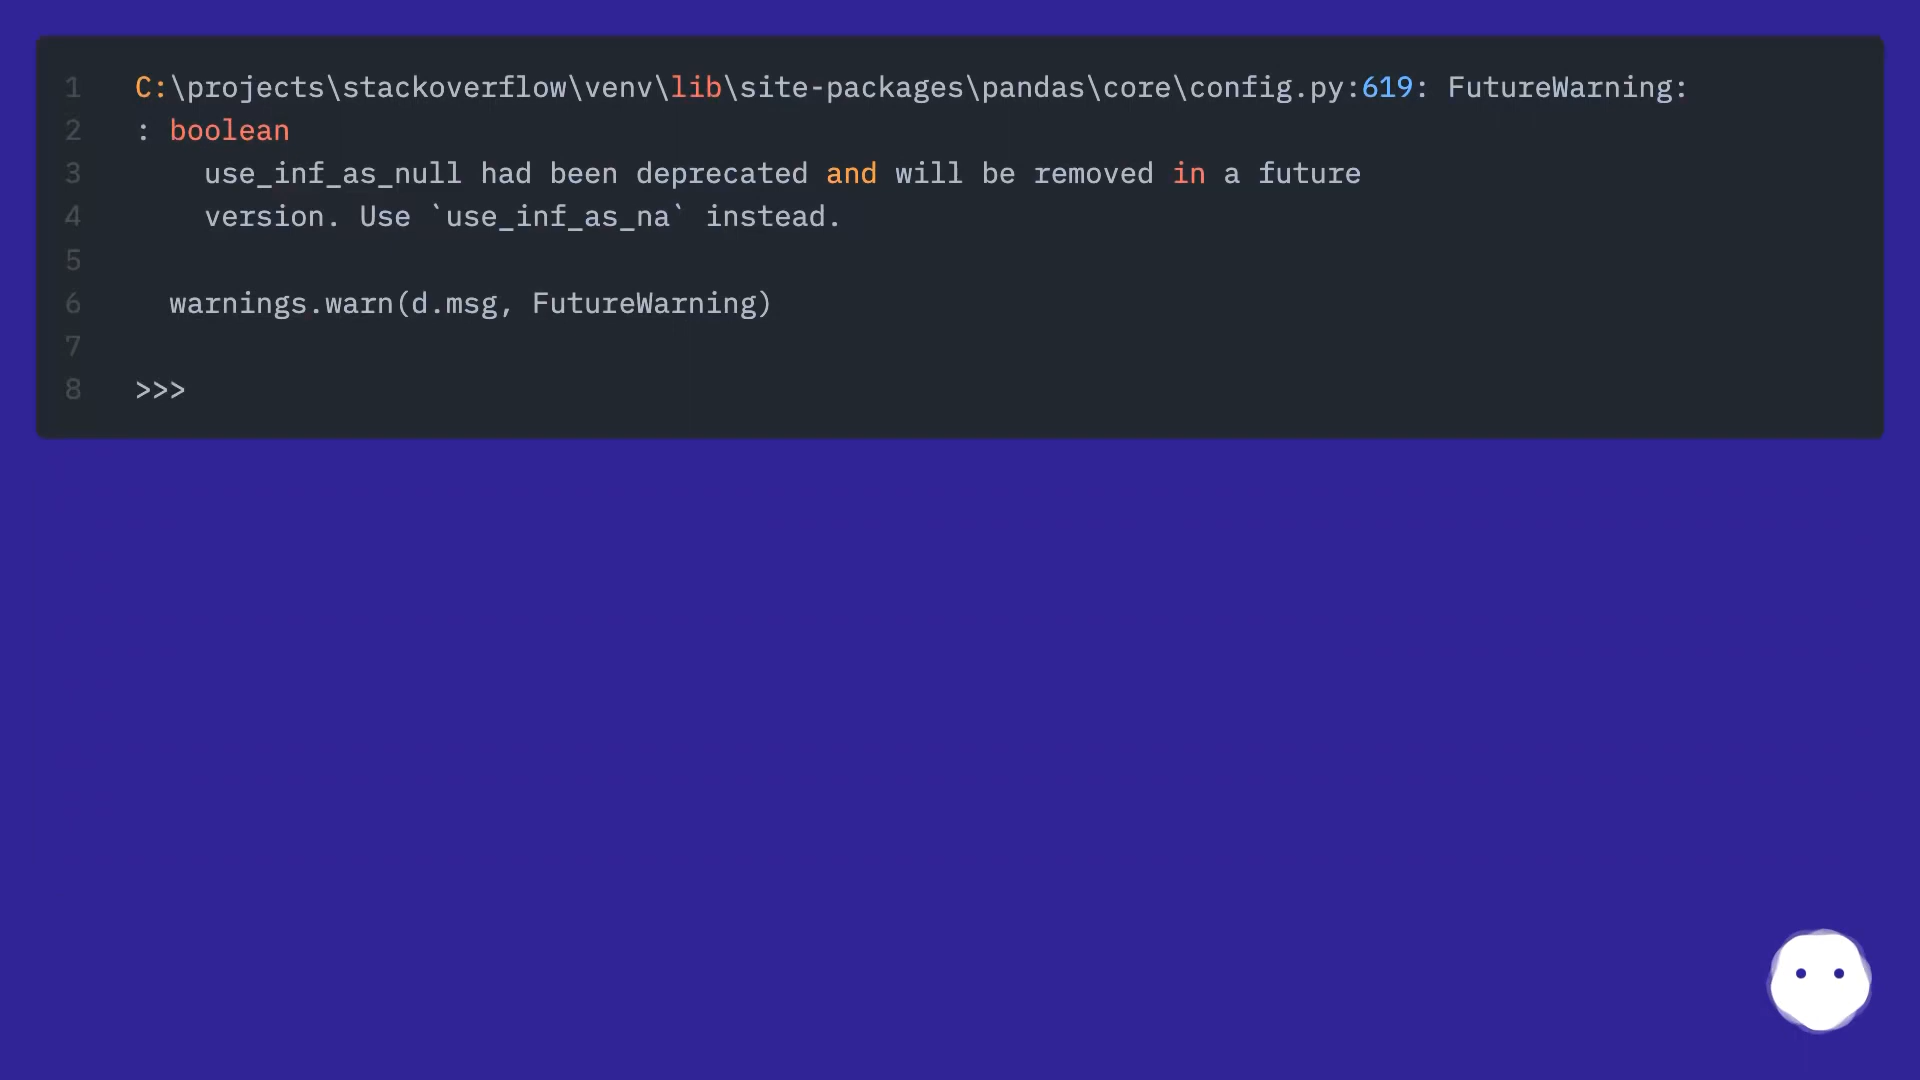 1 C:\projects\stackoverflow\venv\lib\site-packages\pandas\core\config.py:619: FutureWarning:
2 : boolean
3 use_inf_as_null had been deprecated and will be removed in a future
4 version. Use `use_inf_as_na` instead.
5
6 warnings.warn(d.msg, FutureWarning)
7
8 >>>